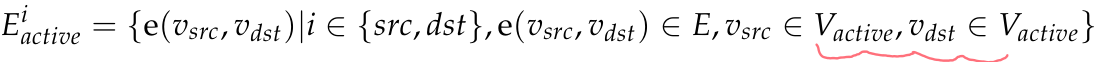 E^i_{active} = {e(v_{src}, v_{dst})|i ∈ {src, dst}, e(v_{src}, v_{dst}) ∈ E, v_{src} ∈ V_{active}, v_{dst} ∈ V_{active}}